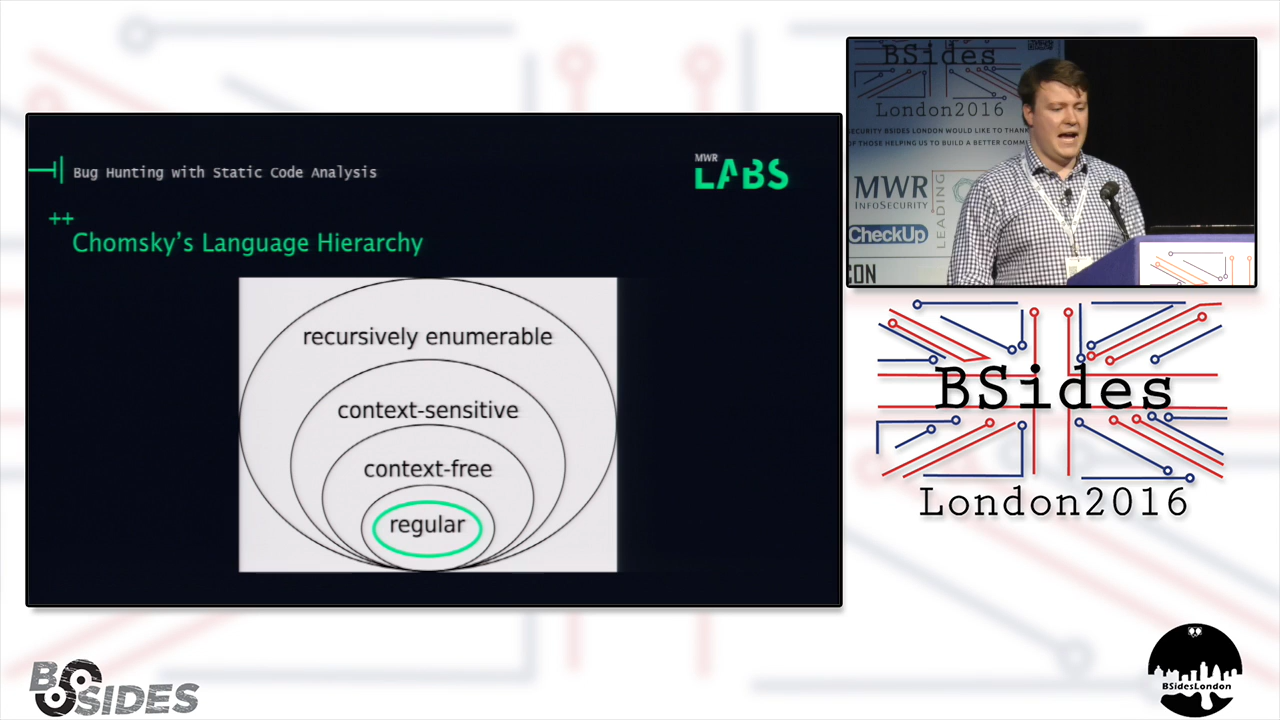 Bug Hunting with Static Code Analysis
MWR
LABS
++
Chomsky's Language Hierarchy
recursively enumerable
context-sensitive
context-free
regular
BSides
London2016
SECURITY BSIDES LONDON WOULD LIKE TO THANK
OF THOSE HELPING US TO BUILD A BETTER COMM
MWR
INFOSECURITY
LEADING
CheckUp
CON
BSides
London2016
BSIDES
BSidesLondon